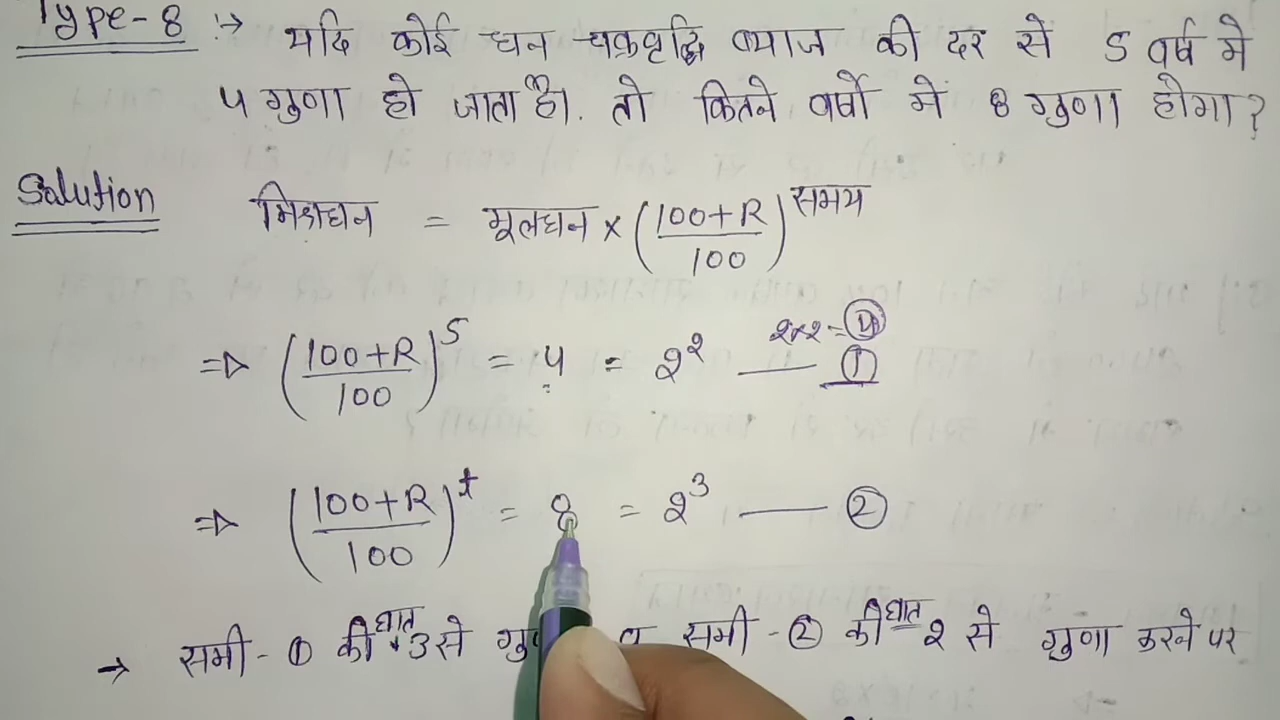 Type-8 :→ यदि कोई धन चक्रवृद्धि ब्याज की दर से 5 वर्ष मे
4 गुणा हो जाता है। तो कितने वर्षो मे 8 गुणा होगा?
Solution मिश्रधन = मूलधन × (100+R/100)^समय
⇒ (100+R/100)^5 = 4 = 2^2 —— ① 2×2=④
⇒ (100+R/100)^t = 8 = 2^3 —— ②
→ समी-① की घात 3 से व समी-② की घात 2 से गुणा करने पर